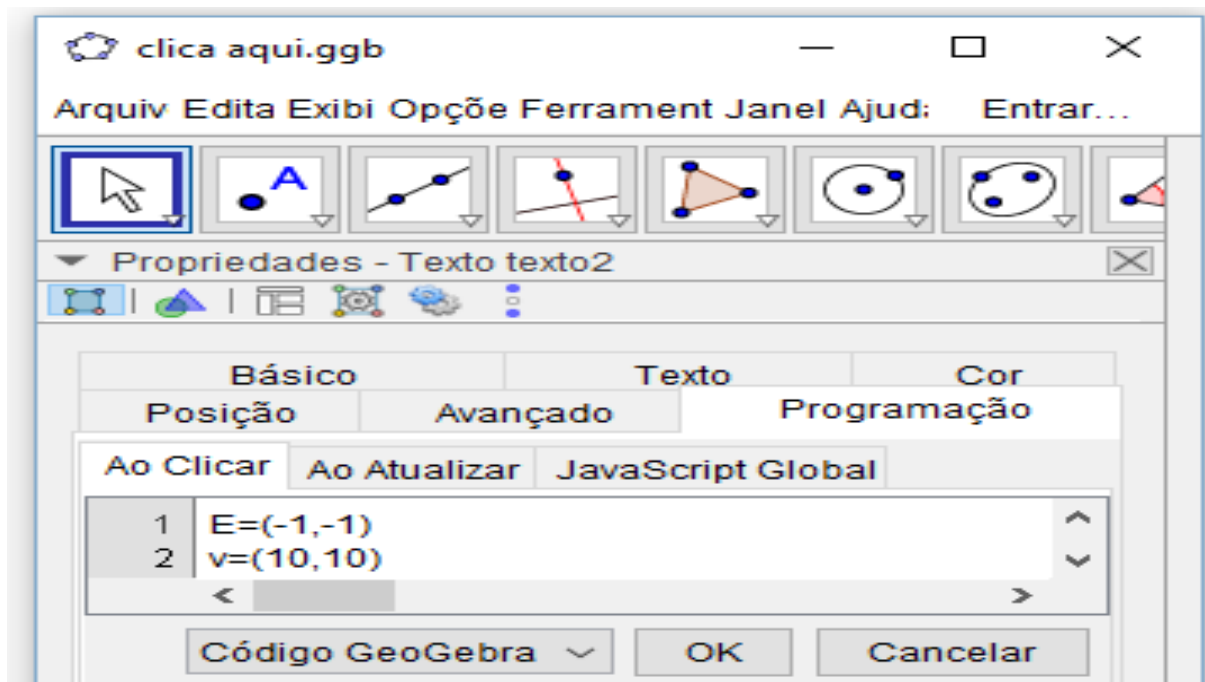 clica aqui.ggb
Arquiv Edita Exibi Opçõe Ferrament Janel Ajuda Entrar...
A
Propriedades - Texto texto2
Básico Texto Cor
Posição Avançado Programação
Ao Clicar Ao Atualizar JavaScript Global
1 E=(-1,-1)
2 v=(10,10)
Código GeoGebra OK Cancelar